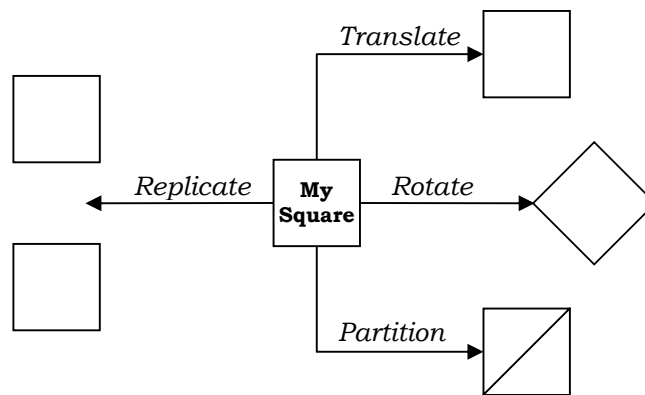 Translate
Replicate
My
Square
Rotate
Partition